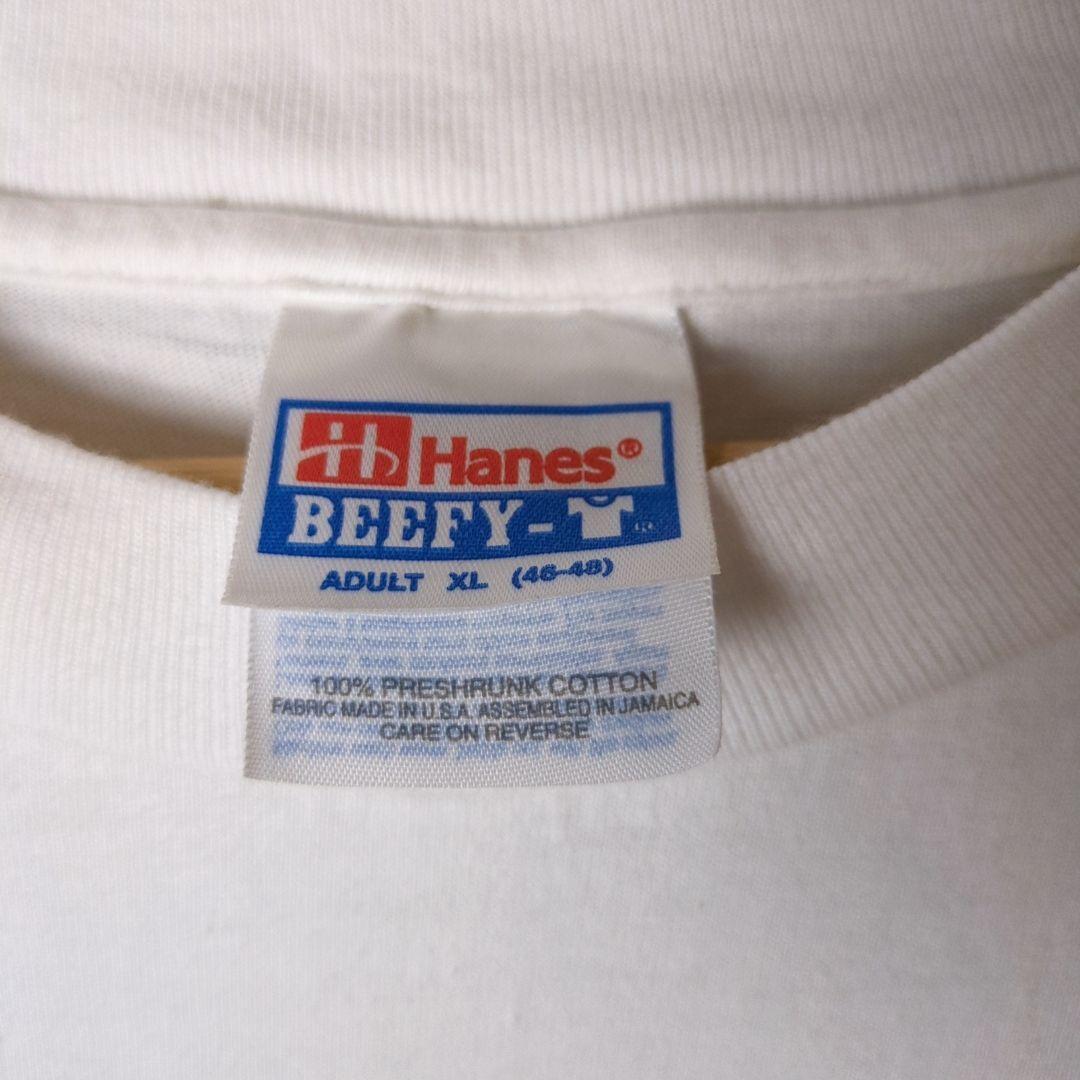 Hanes®
BEEFY-
ADULT XL (46-48)
100% PRESHRUNK COTTON
FABRIC MADE IN U.S.A. ASSEMBLED IN JAMAICA
CARE ON REVERSE